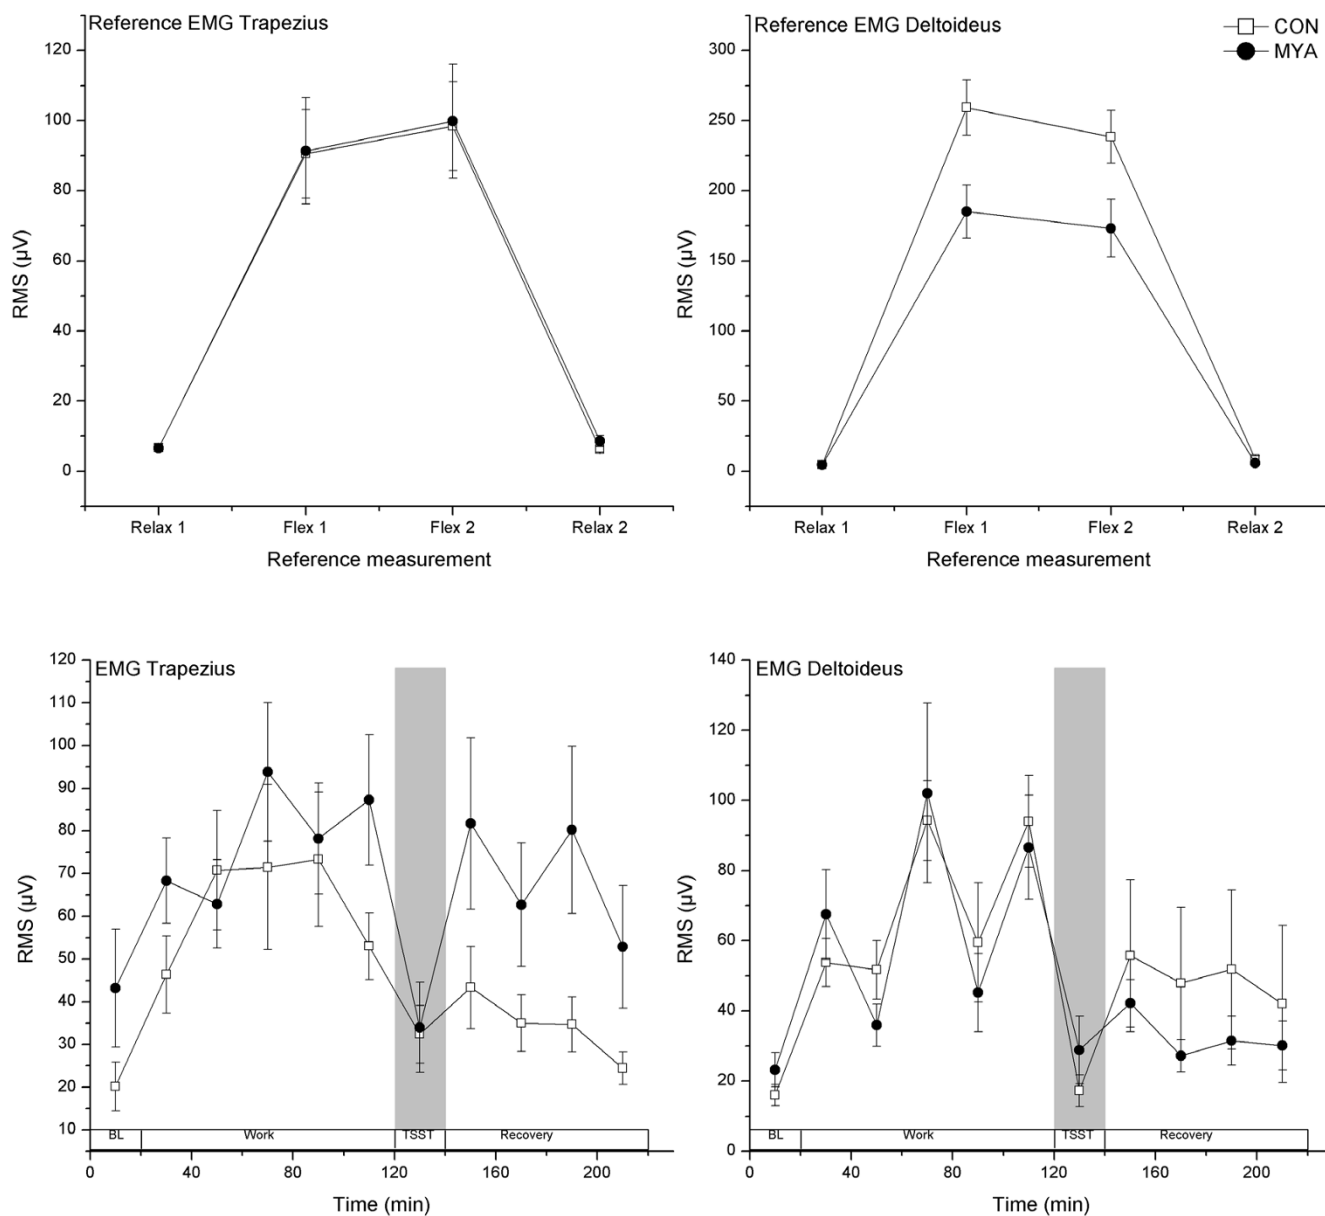 Reference EMG Trapezius
120
100
80
60
40
20
0
RMS (µV)
Relax 1 Flex 1 Flex 2 Relax 2
Reference measurement
Reference EMG Deltoideus
CON
MYA
300
250
200
150
100
50
0
RMS (µV)
Relax 1 Flex 1 Flex 2 Relax 2
Reference measurement
EMG Trapezius
120
110
100
90
80
70
60
50
40
30
20
10
RMS (µV)
BL Work TSST Recovery
0 40 80 120 160 200
Time (min)
EMG Deltoideus
140
120
100
80
60
40
20
0
RMS (µV)
BL Work TSST Recovery
0 40 80 120 160 200
Time (min)